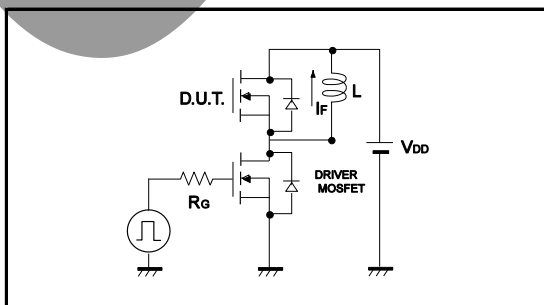 D.U.T.
IF
L
VDD
RG
DRIVER
MOSFET